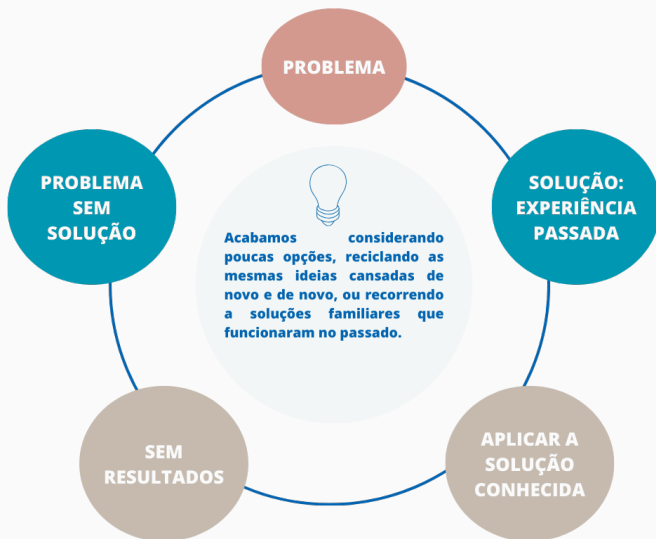 PROBLEMA
SOLUÇÃO:
EXPERIÊNCIA
PASSADA
APLICAR A
SOLUÇÃO
CONHECIDA
SEM
RESULTADOS
PROBLEMA
SEM
SOLUÇÃO
Acabamos considerando
poucas opções, reciclando as
mesmas ideias cansadas de
novo e de novo, ou recorrendo
a soluções familiares que
funcionaram no passado.